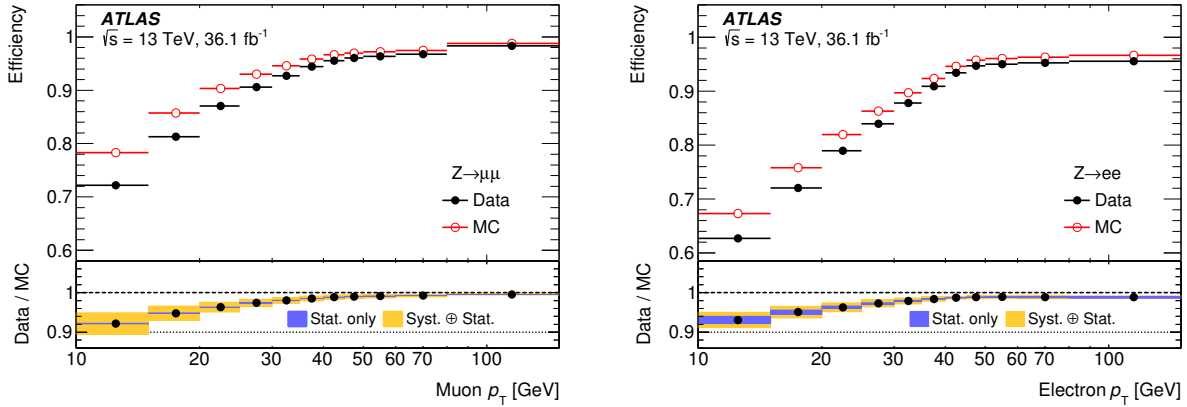 ATLAS
√s = 13 TeV, 36.1 fb⁻¹
Efficiency
1
0.9
0.8
0.7
0.6
Z→μμ
Data
MC
Data / MC
1
0.9
Stat. only
Syst. ⊕ Stat.
10 20 30 40 50 60 70 100
Muon p_T [GeV]
ATLAS
√s = 13 TeV, 36.1 fb⁻¹
Efficiency
1
0.9
0.8
0.7
0.6
Z→ee
Data
MC
Data / MC
1
0.9
Stat. only
Syst. ⊕ Stat.
10 20 30 40 50 60 70 100
Electron p_T [GeV]